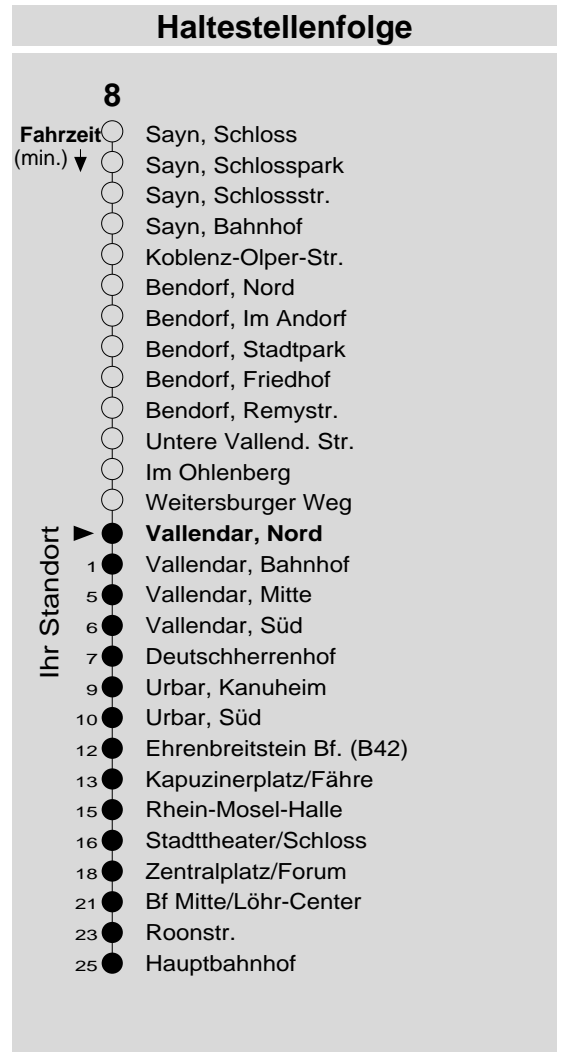 Haltestellenfolge
8
Fahrzeit Sayn, Schloss
(min.) Sayn, Schlosspark
Sayn, Schlossstr.
Sayn, Bahnhof
Koblenz-Olper-Str.
Bendorf, Nord
Bendorf, Im Andorf
Bendorf, Stadtpark
Bendorf, Friedhof
Bendorf, Remystr.
Untere Vallend. Str.
Im Ohlenberg
Weitersburger Weg
Ihr Standort
Vallendar, Nord
1 Vallendar, Bahnhof
5 Vallendar, Mitte
6 Vallendar, Süd
7 Deutschherrenhof
9 Urbar, Kanuheim
10 Urbar, Süd
12 Ehrenbreitstein Bf. (B42)
13 Kapuzinerplatz/Fähre
15 Rhein-Mosel-Halle
16 Stadttheater/Schloss
18 Zentralplatz/Forum
21 Bf Mitte/Löhr-Center
23 Roonstr.
25 Hauptbahnhof